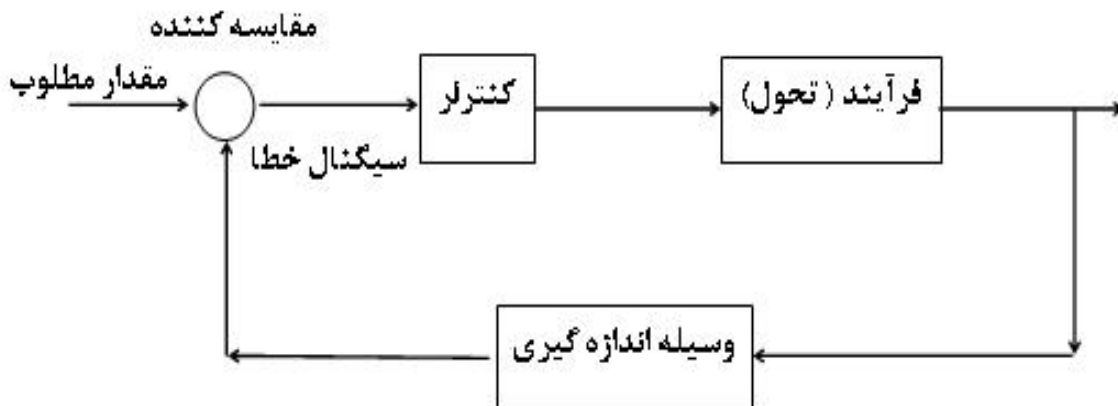 مقایسه کننده
مقدار مطلوب
کنترلر
فرآیند (تحول)
سیگنال خطا
وسیله اندازه گیری